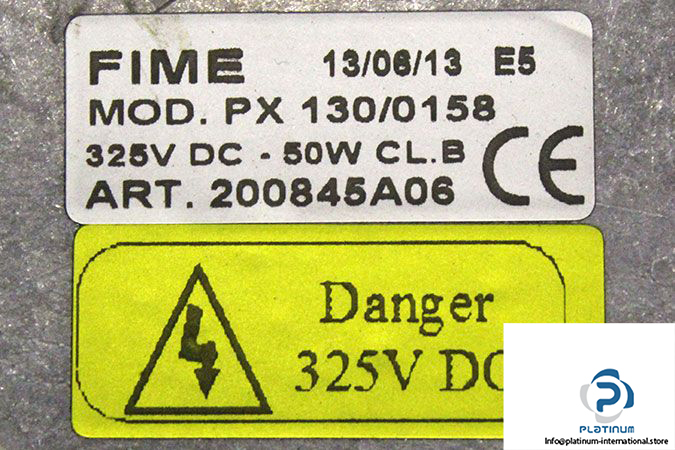 FIME 13/06/13 E5
MOD. PX 130/0158
325V DC - 50W CL.B
ART. 200845A06
CE
Danger
325V DC
PLATINUM
Info@platinum-international.store